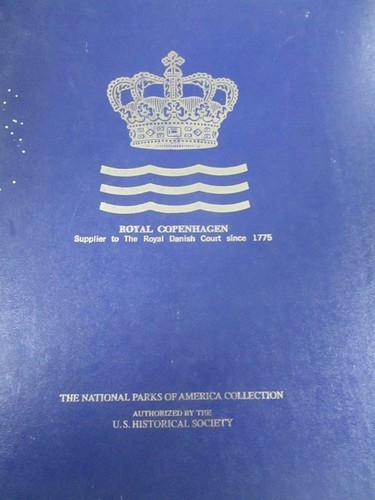 ROYAL COPENHAGEN
Supplier to The Royal Danish Court since 1775
THE NATIONAL PARKS OF AMERICA COLLECTION
AUTHORIZED BY THE
U.S. HISTORICAL SOCIETY